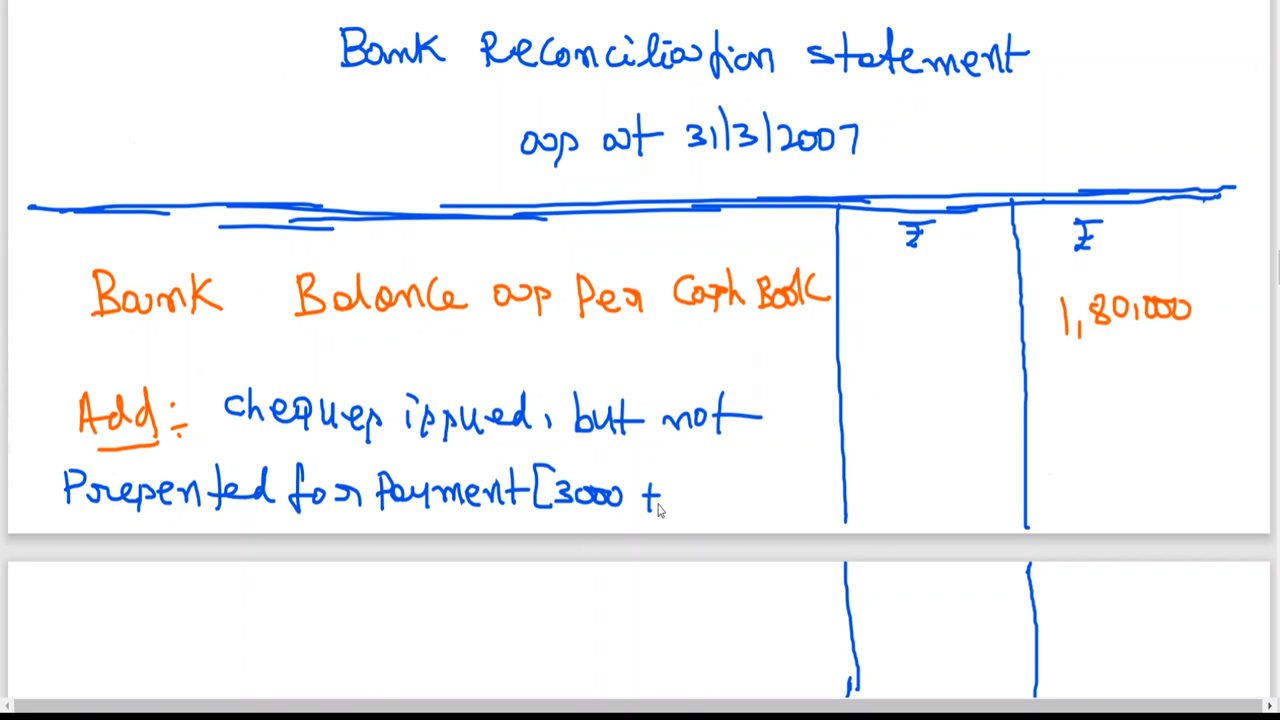 Bank Reconciliation statement
as at 31/3/2007
₹ ₹
Bank Balance as Per Cash Book 1,80,000
Add:- cheques issued, but not
Presented for Payment [3000 +